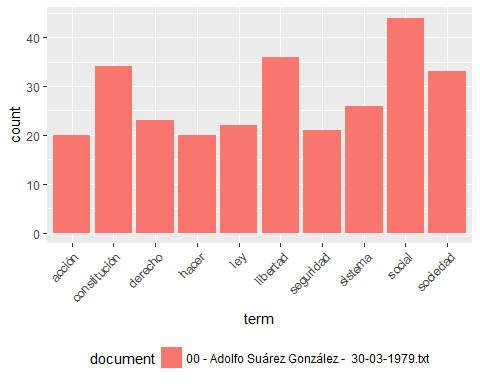 count
40
30
20
10
0
acción
constitución
derecho
hacer
ley
libertad
seguridad
sistema
social
sociedad
term
document 00 - Adolfo Suárez González - 30-03-1979.txt